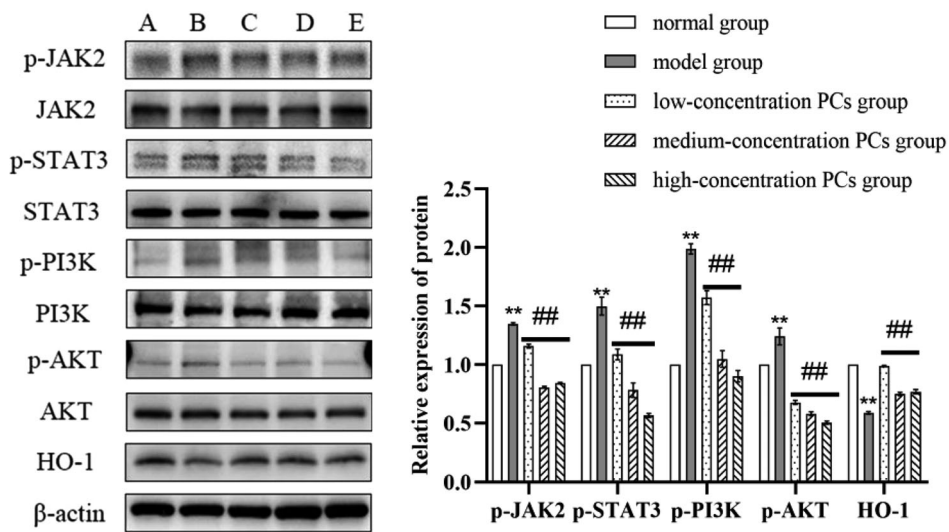 A B C D E
p-JAK2
JAK2
p-STAT3
STAT3
p-PI3K
PI3K
p-AKT
AKT
HO-1
β-actin
normal group
model group
low-concentration PCs group
medium-concentration PCs group
high-concentration PCs group
Relative expression of protein
2.5
2.0
1.5
1.0
0.5
0.0
** ## ** ## ** ## ** ## ** ##
p-JAK2 p-STAT3 p-PI3K p-AKT HO-1